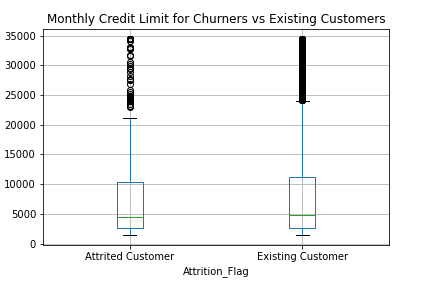 Monthly Credit Limit for Churners vs Existing Customers
35000
30000
25000
20000
15000
10000
5000
0
Attrited Customer
Existing Customer
Attrition_Flag